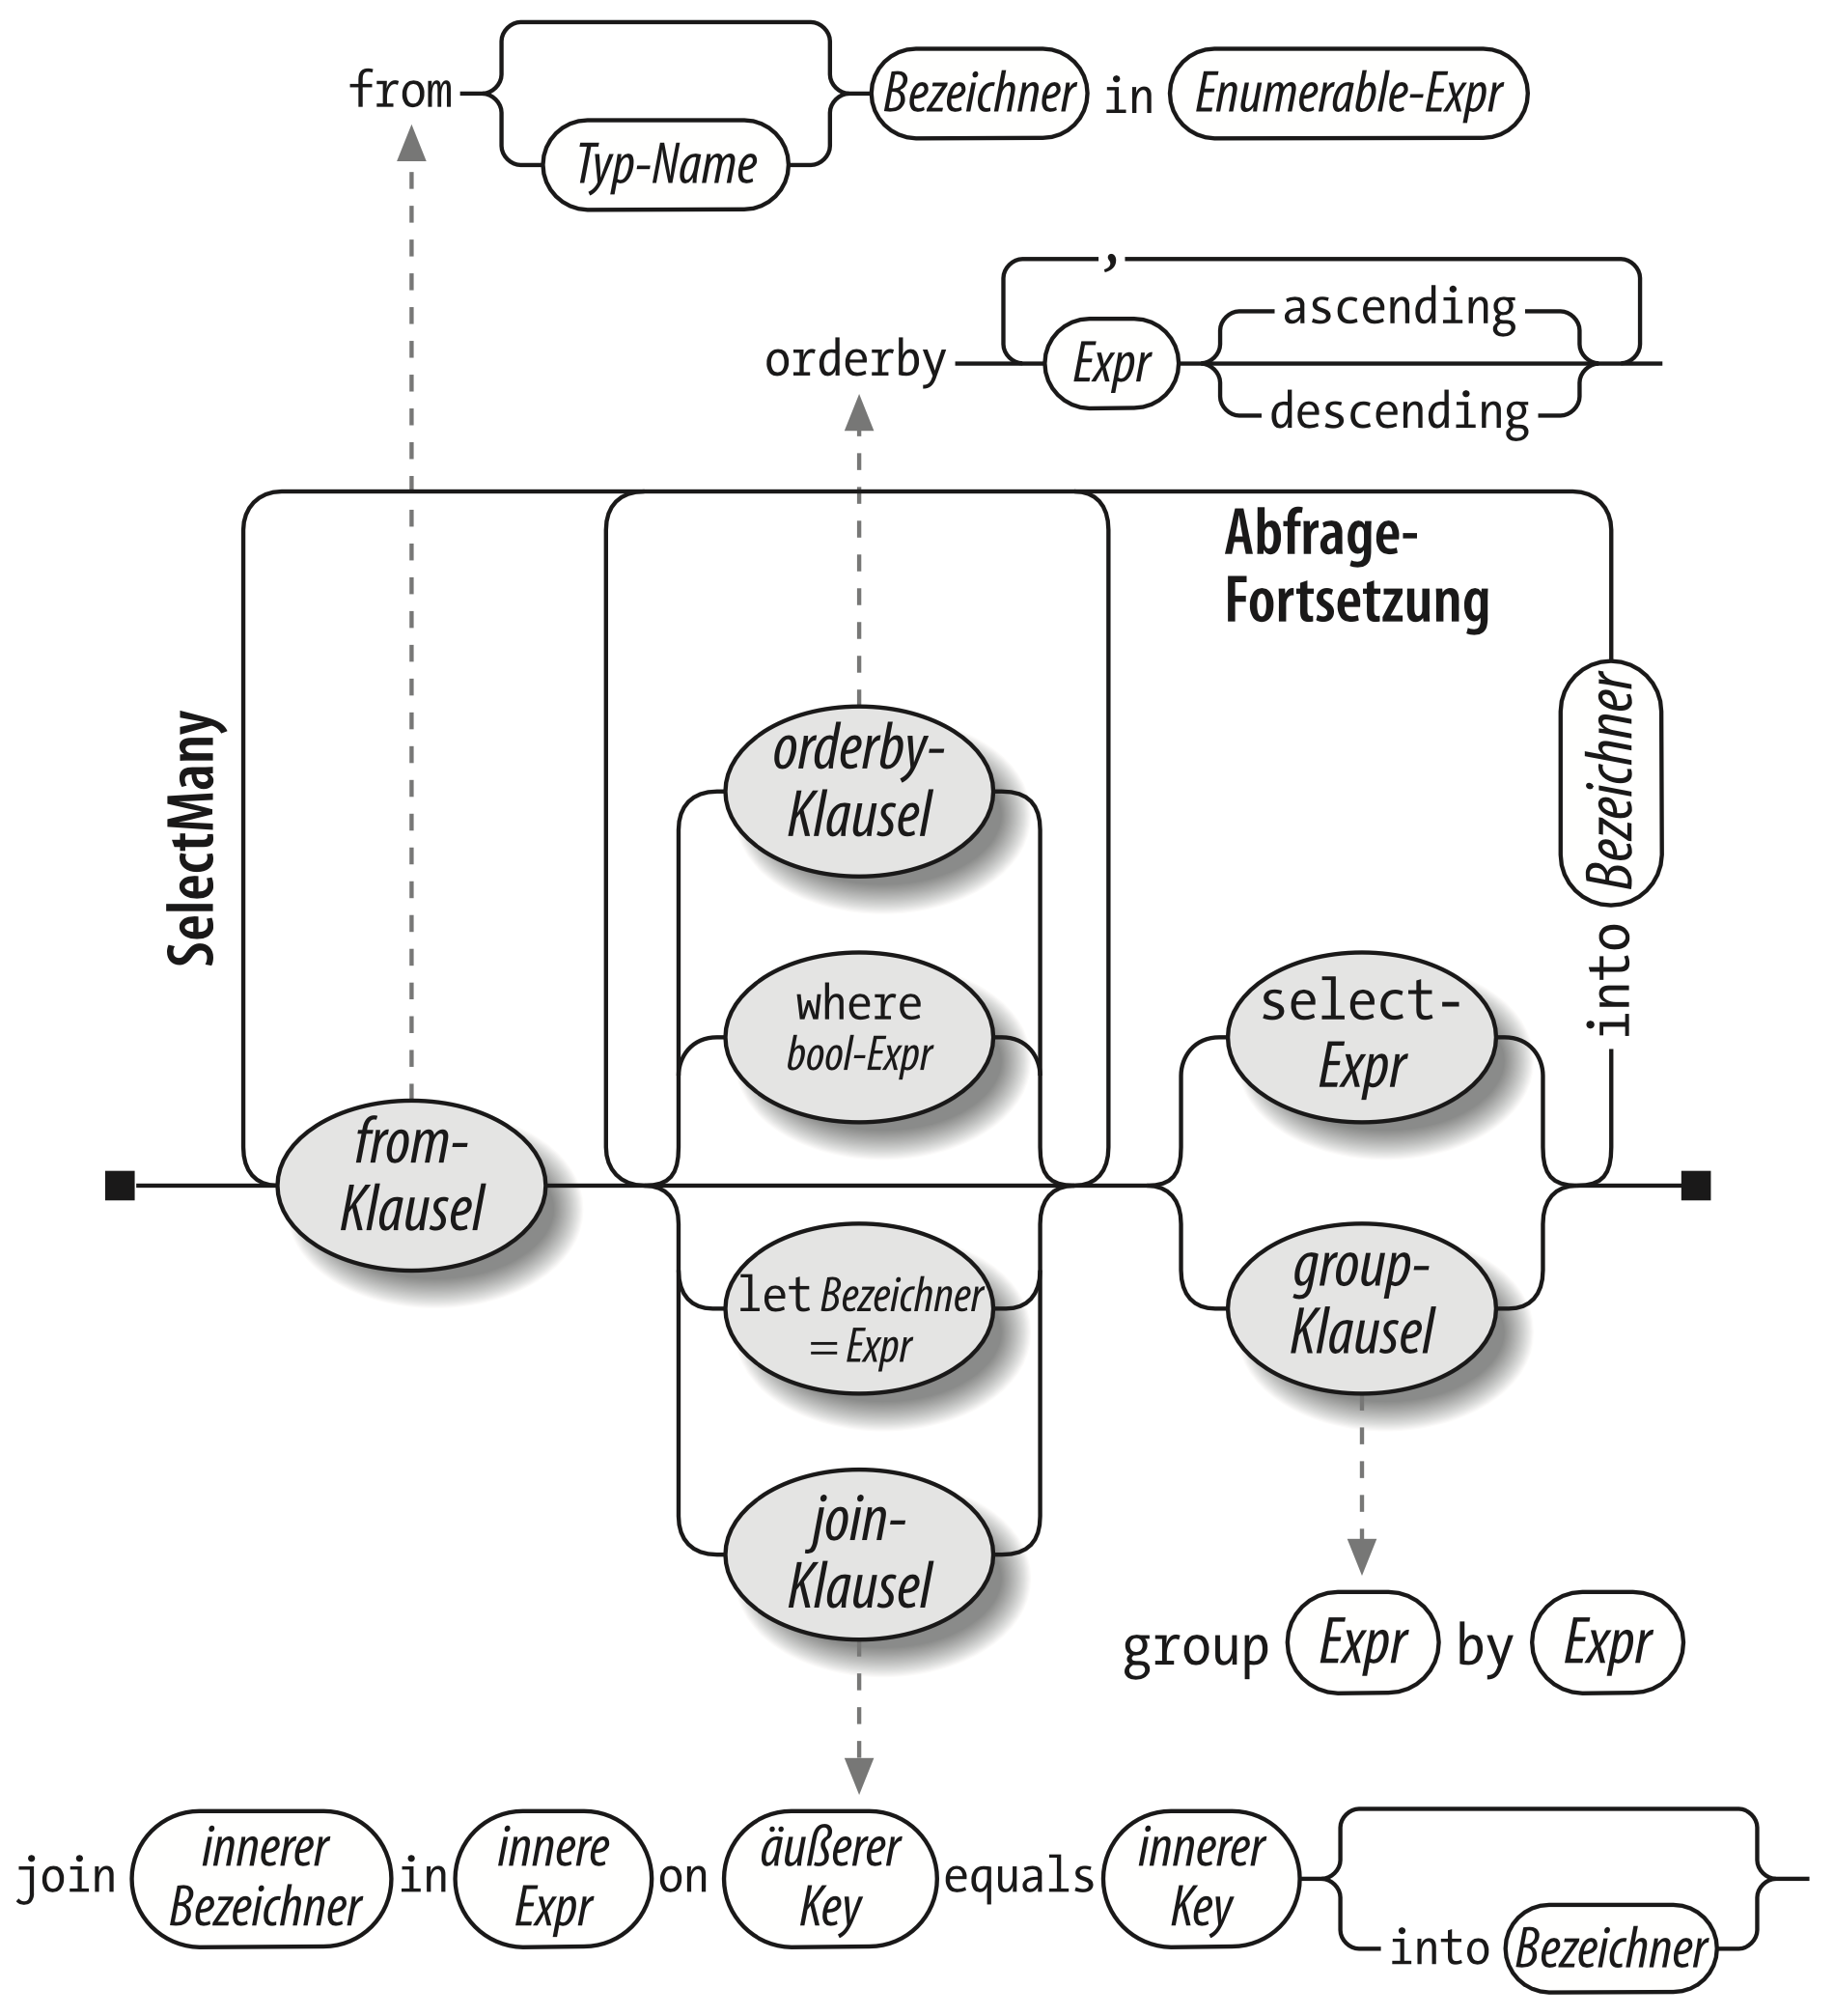 from Typ-Name Bezeichner in Enumerable-Expr
orderby Expr , ascending
descending
Abfrage-
Fortsetzung
SelectMany
orderby-
Klausel
where
bool-Expr
from-
Klausel
let Bezeichner
= Expr
join-
Klausel
select-
Expr
group-
Klausel
into Bezeichner
group Expr by Expr
join innerer
Bezeichner in innere
Expr on äußerer
Key equals innerer
Key into Bezeichner